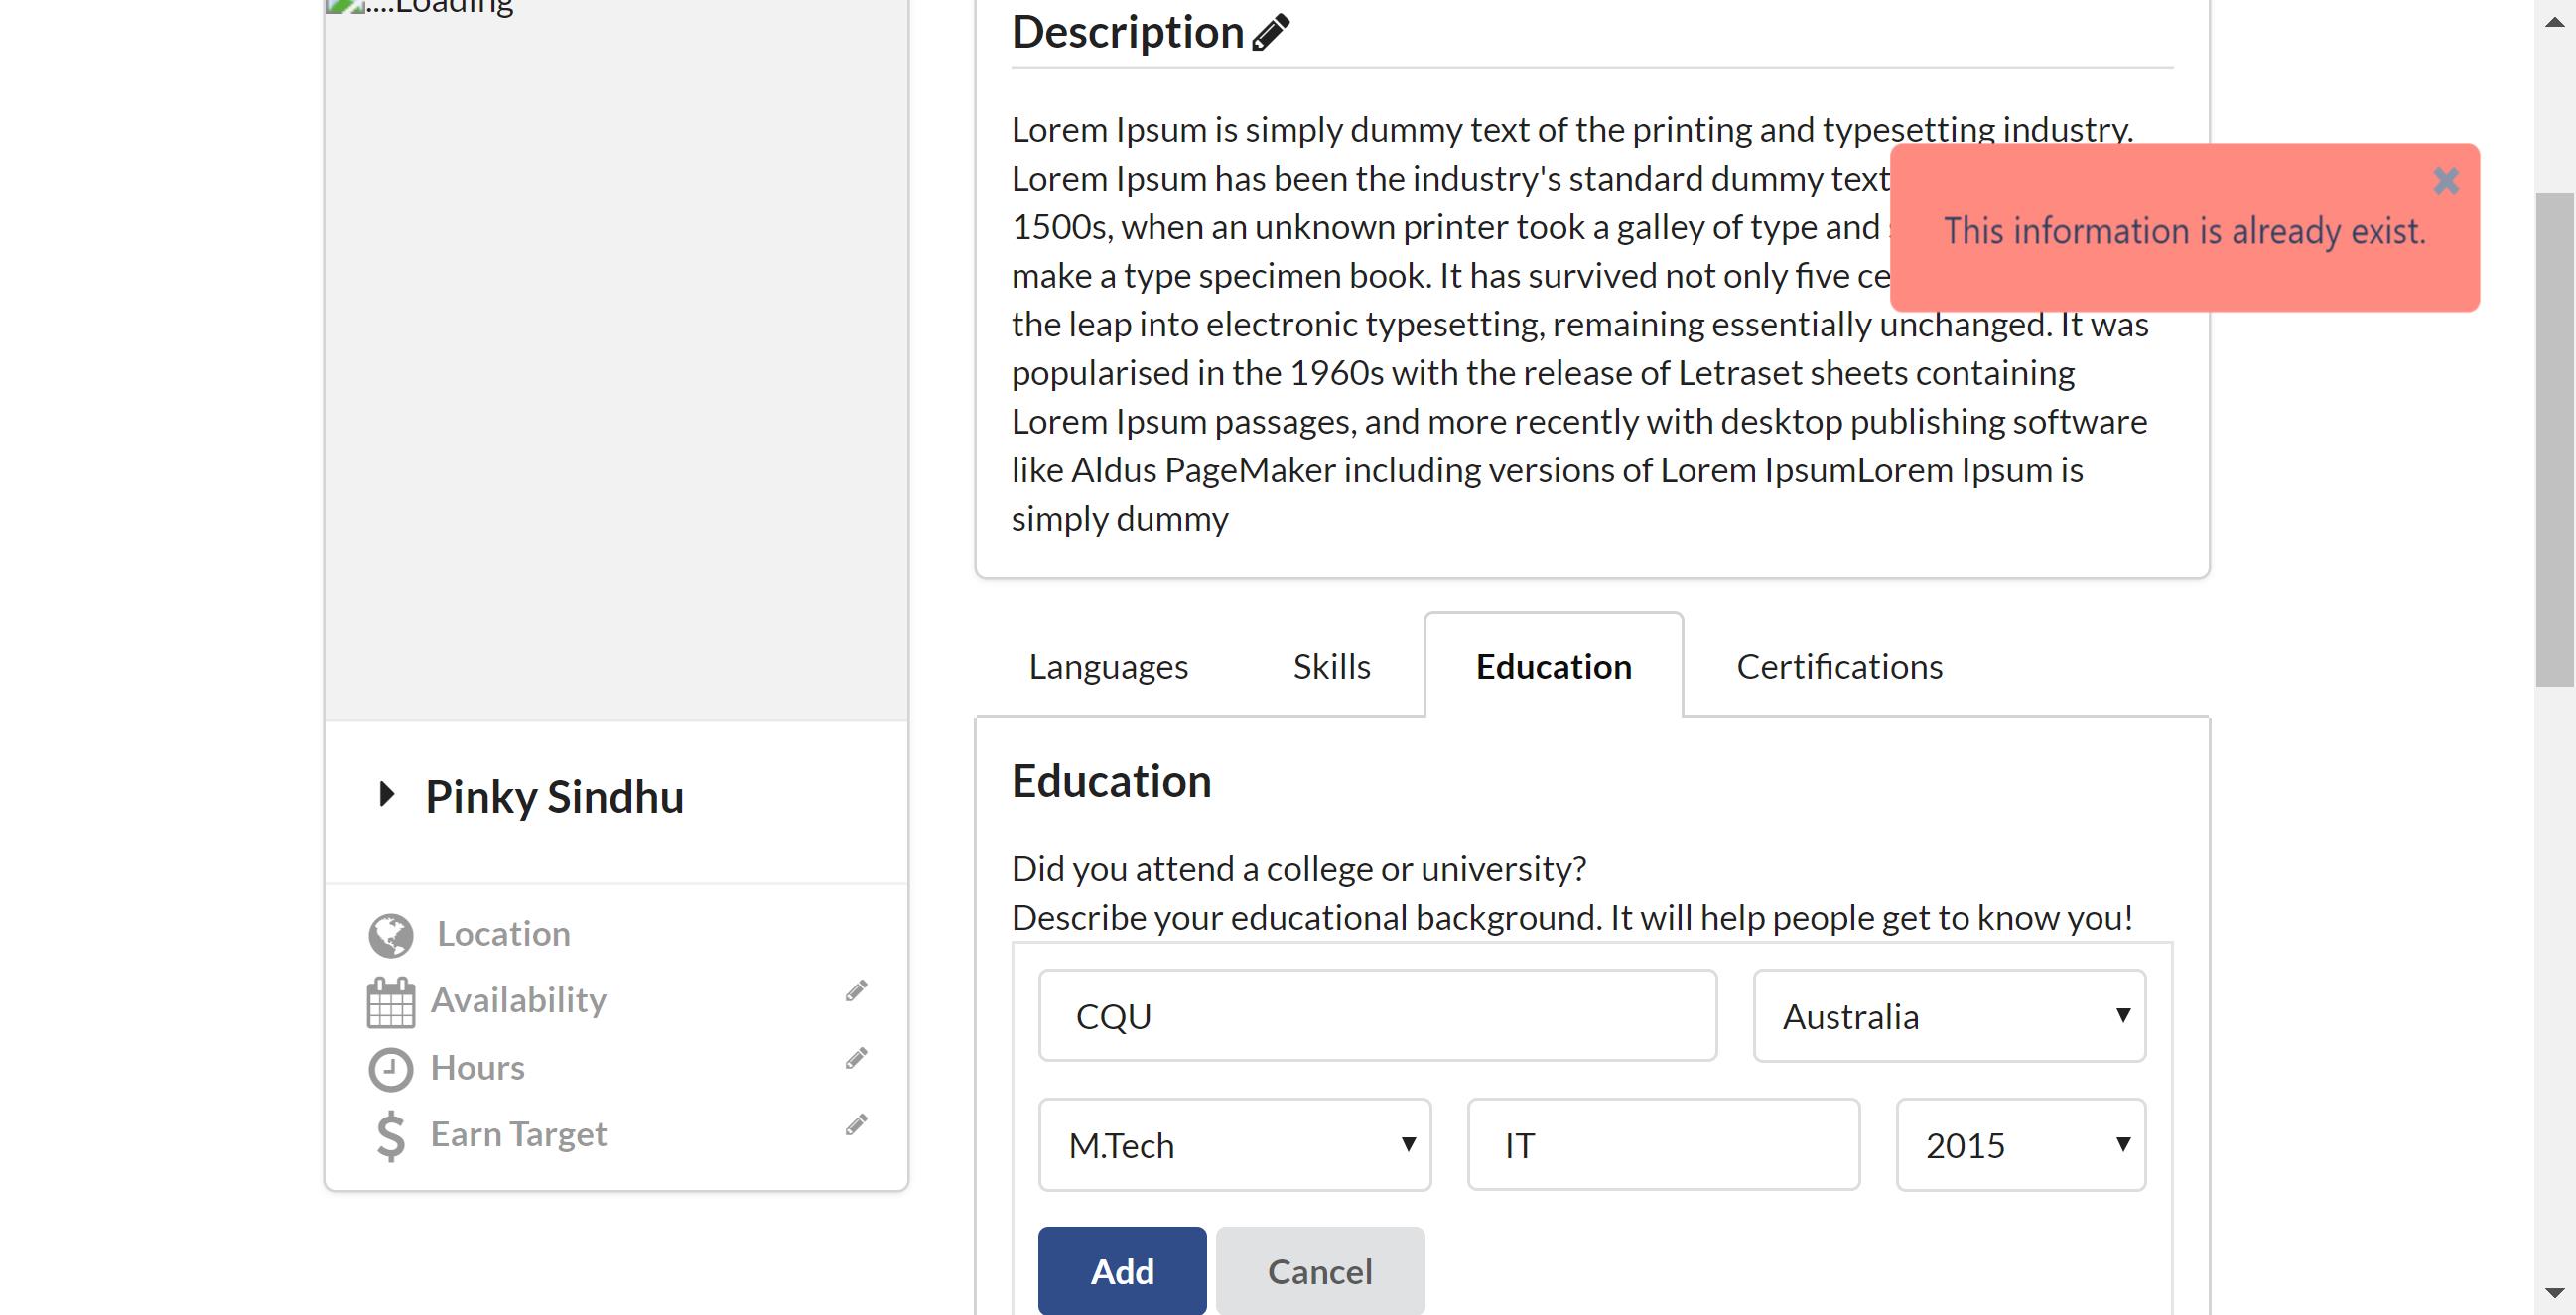 ....Loading
Description
Lorem Ipsum is simply dummy text of the printing and typesetting industry.
Lorem Ipsum has been the industry's standard dummy text
1500s, when an unknown printer took a galley of type and
make a type specimen book. It has survived not only five ce
the leap into electronic typesetting, remaining essentially unchanged. It was
popularised in the 1960s with the release of Letraset sheets containing
Lorem Ipsum passages, and more recently with desktop publishing software
like Aldus PageMaker including versions of Lorem IpsumLorem Ipsum is
simply dummy
This information is already exist.
Languages Skills Education Certifications
Pinky Sindhu
Location
Availability
Hours
Earn Target
Education
Did you attend a college or university?
Describe your educational background. It will help people get to know you!
CQU Australia
M.Tech IT 2015
Add Cancel